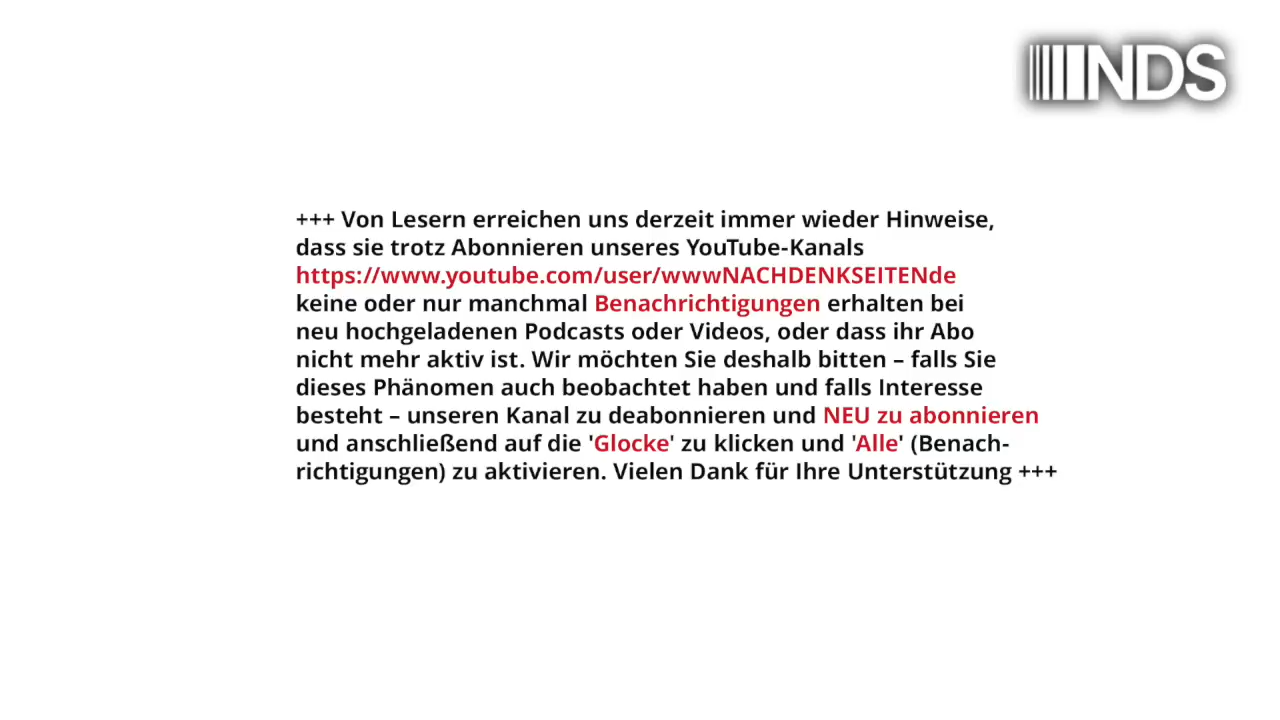 NDS
+++ Von Lesern erreichen uns derzeit immer wieder Hinweise,
dass sie trotz Abonnieren unseres YouTube-Kanals
https://www.youtube.com/user/wwwNACHDENKSEITENde
keine oder nur manchmal Benachrichtigungen erhalten bei
neu hochgeladenen Podcasts oder Videos, oder dass ihr Abo
nicht mehr aktiv ist. Wir möchten Sie deshalb bitten – falls Sie
dieses Phänomen auch beobachtet haben und falls Interesse
besteht – unseren Kanal zu deabonnieren und NEU zu abonnieren
und anschließend auf die 'Glocke' zu klicken und 'Alle' (Benach-
richtigungen) zu aktivieren. Vielen Dank für Ihre Unterstützung +++